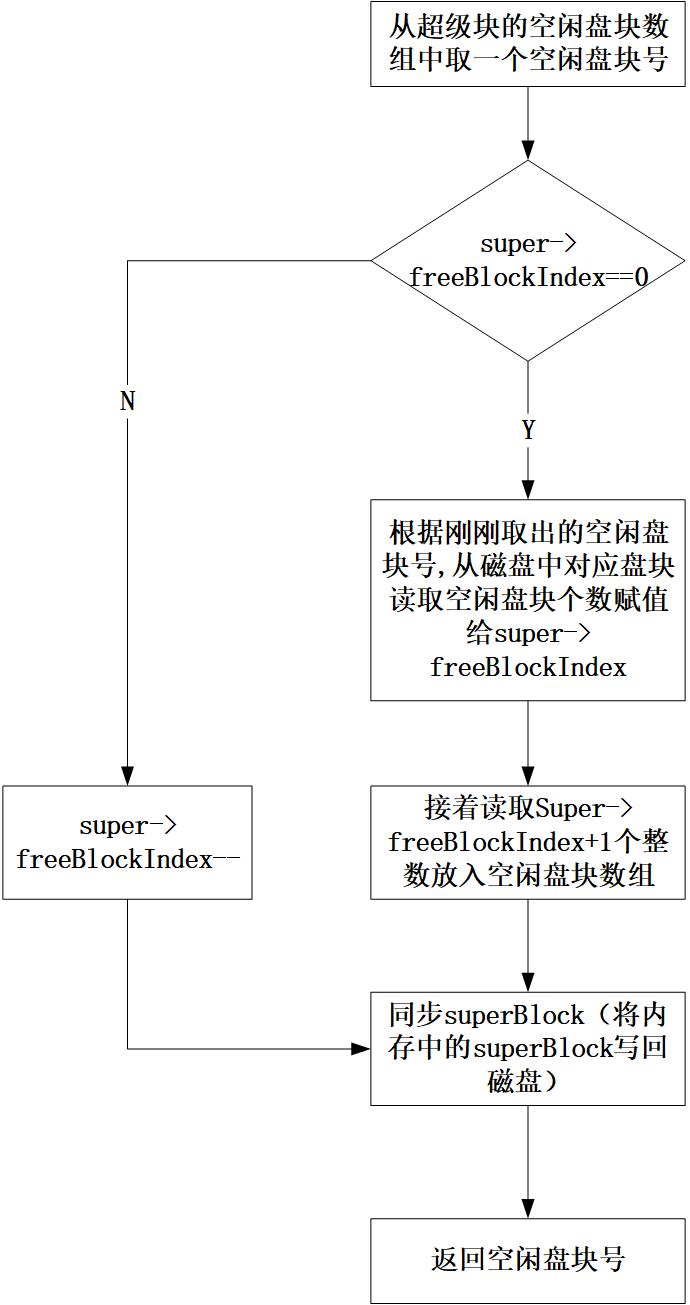 从超级块的空闲盘块数
组中取一个空闲盘块号
super->
freeBlockIndex==0
N
Y
根据刚刚取出的空闲盘
块号,从磁盘中对应盘块
读取空闲盘块个数赋值
给super->
freeBlockIndex
super->
freeBlockIndex--
接着读取Super->
freeBlockIndex+1个整
数放入空闲盘块数组
同步superBlock（将内
存中的superBlock写回
磁盘）
返回空闲盘块号